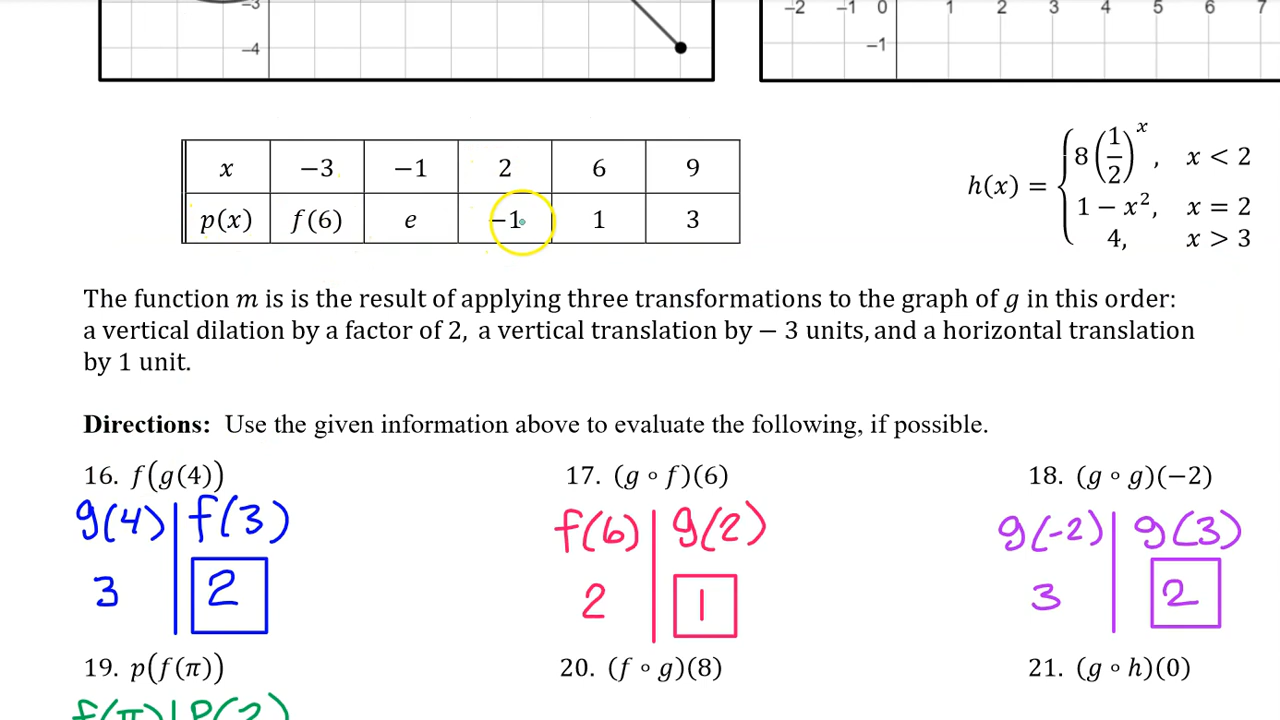 −3
−4
−2 −1 0 1 2 3 4 5 6 7
−1
x −3 −1 2 6 9
p(x) f(6) e −1 1 3
h(x) = { 8(1/2)^x, x < 2
1 − x², x = 2
4, x > 3
The function m is is the result of applying three transformations to the graph of g in this order:
a vertical dilation by a factor of 2, a vertical translation by − 3 units, and a horizontal translation
by 1 unit.
Directions: Use the given information above to evaluate the following, if possible.
16. f(g(4)) 17. (g ∘ f)(6) 18. (g ∘ g)(−2)
g(4) | f(3) f(6) | g(2) g(-2) | g(3)
3 | 2 2 | 1 3 | 2
19. p(f(π)) 20. (f ∘ g)(8) 21. (g ∘ h)(0)
f(π) | P(2)